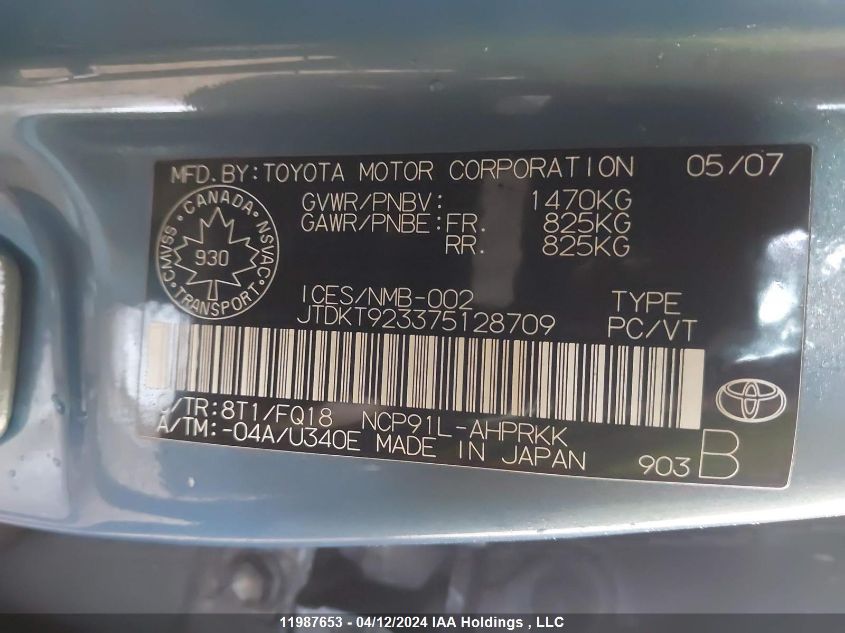 MFD.BY:TOYOTA MOTOR CORPORATION 05/07
GVWR/PNBV: 1470KG
GAWR/PNBE:FR. 825KG
RR. 825KG
CANADA
CMVSS NSVAC
930
TRANSPORT
ICES/NMB-002
JTDKT923375128709
TYPE
PC/VT
/TR:8T1/FQ18 NCP91L-AHPRKK
A/TM:-04A/U340E MADE IN JAPAN
903 B
11987653 - 04/12/2024 IAA Holdings , LLC